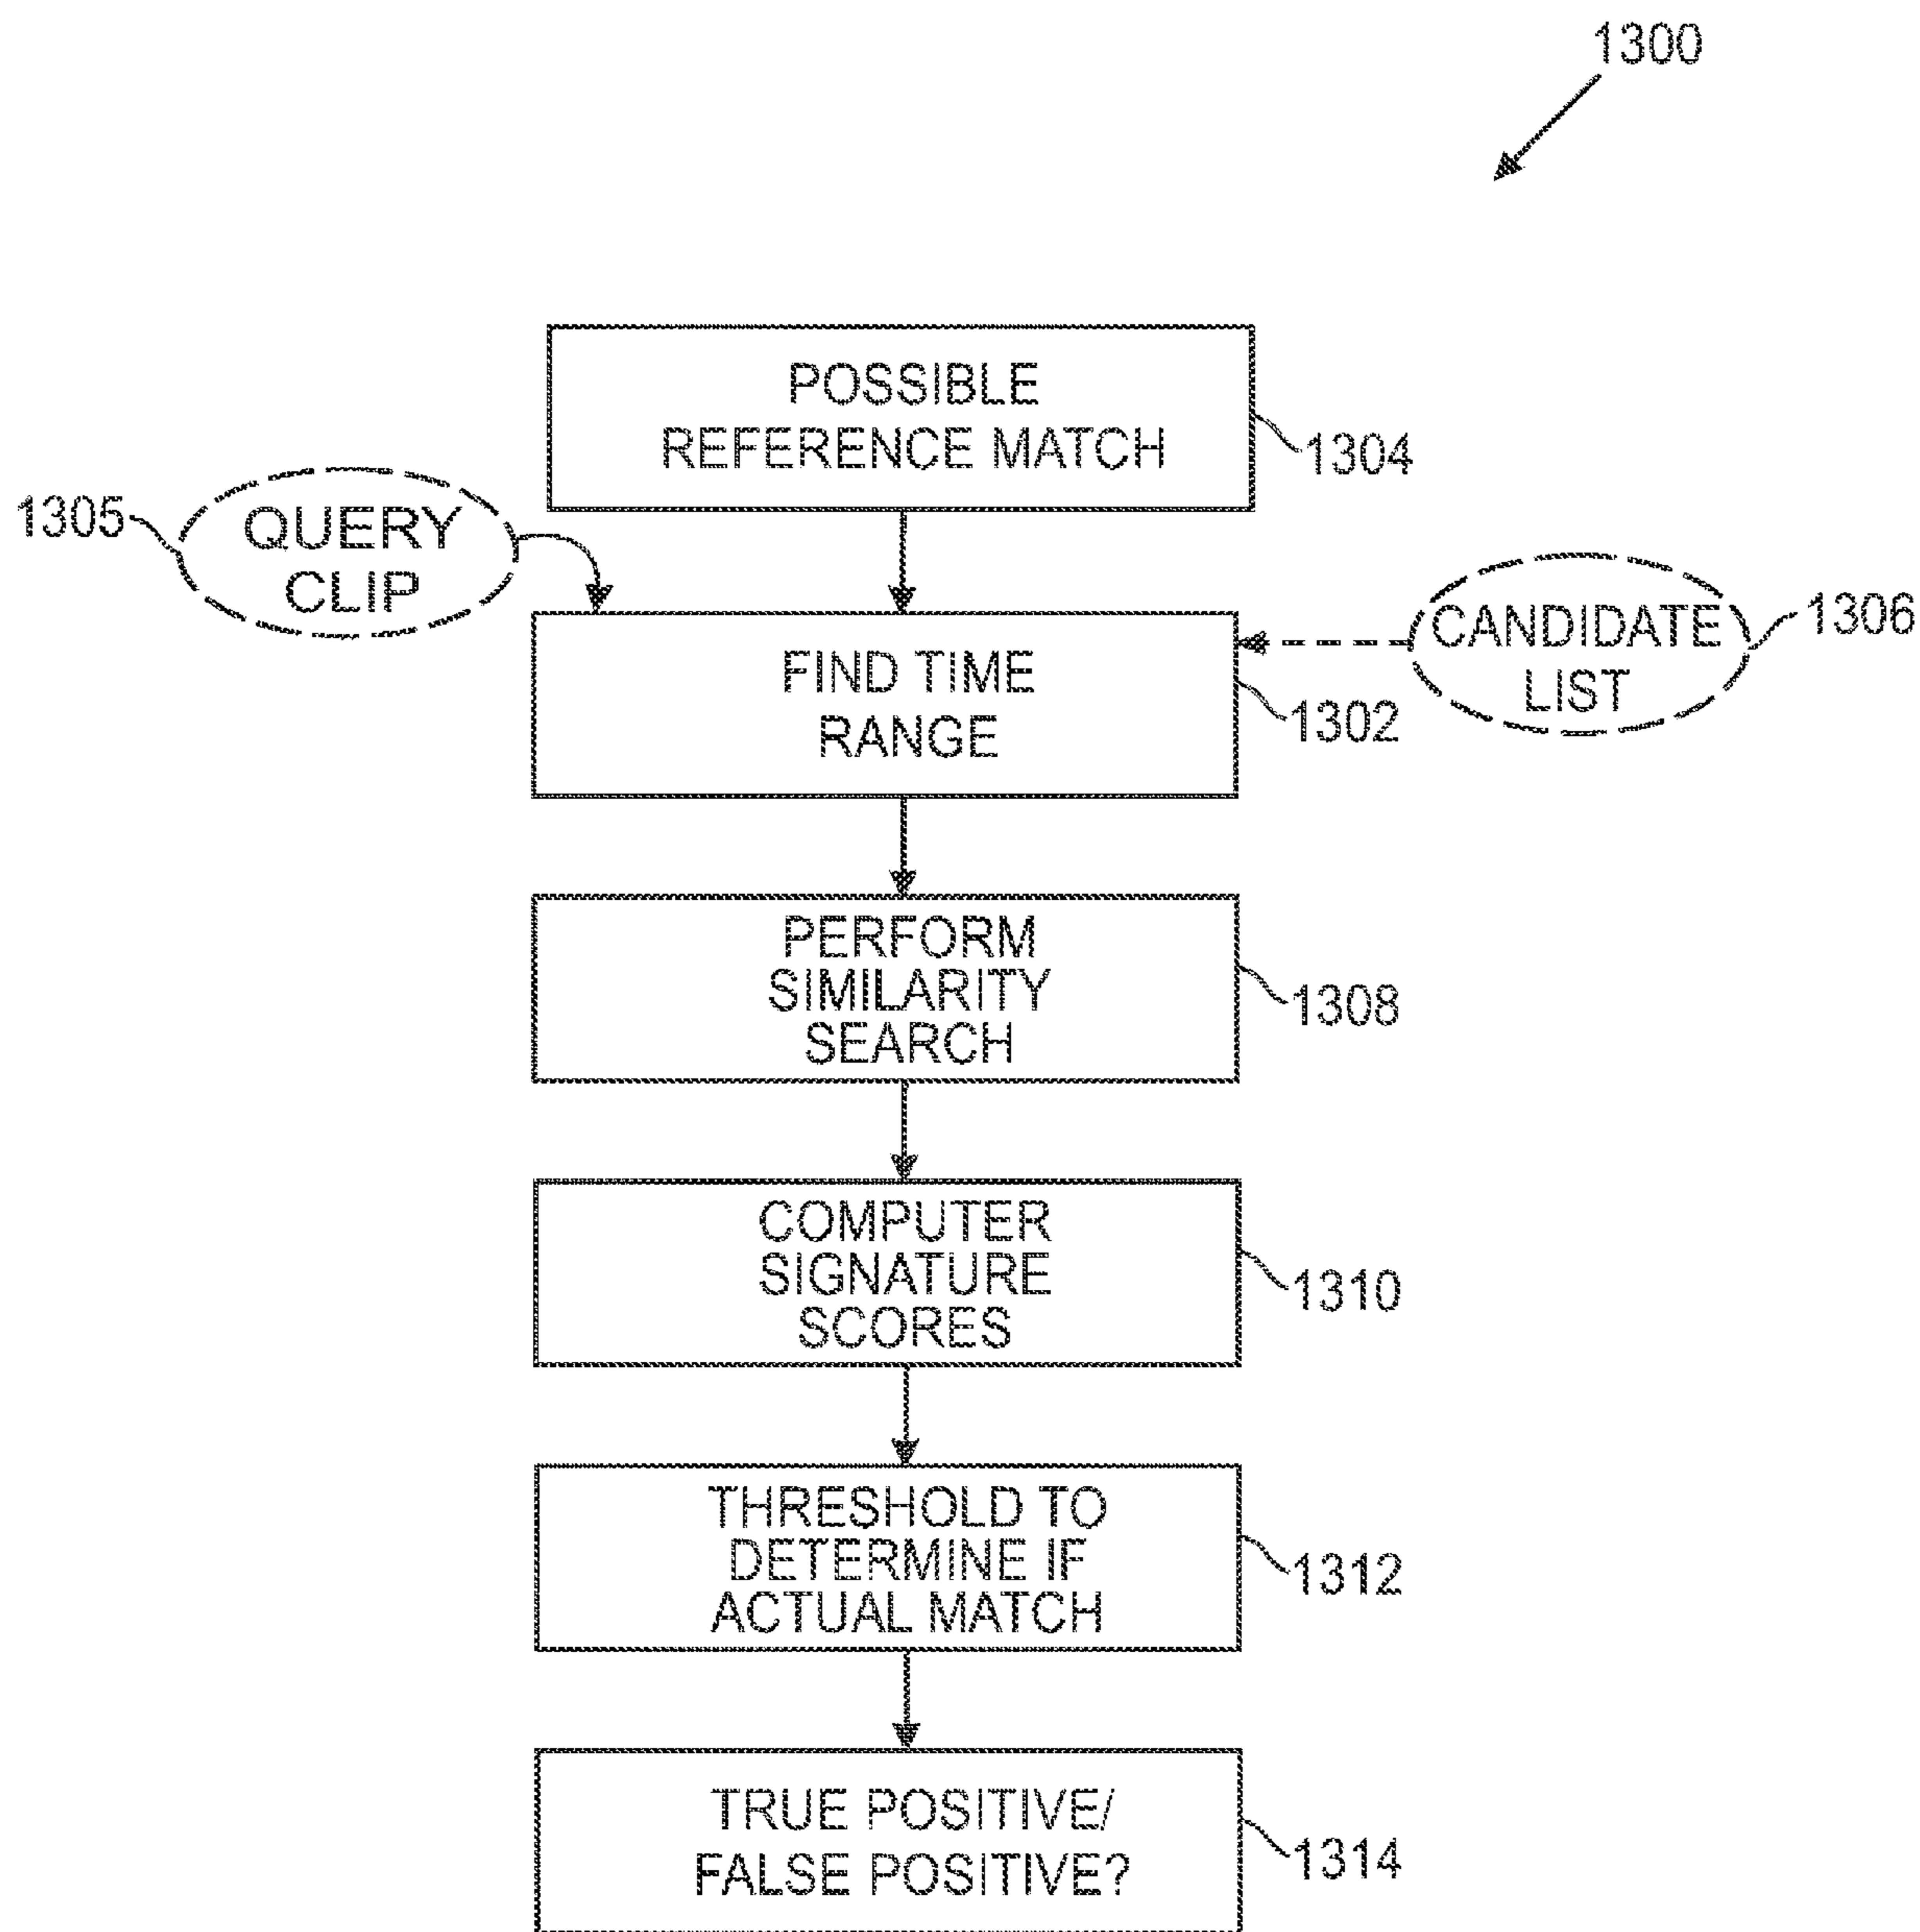 1300
POSSIBLE
REFERENCE MATCH
1304
1305
QUERY
CLIP
CANDIDATE
LIST
1306
FIND TIME
RANGE
1302
PERFORM
SIMILARITY
SEARCH
1308
COMPUTER
SIGNATURE
SCORES
1310
THRESHOLD TO
DETERMINE IF
ACTUAL MATCH
1312
TRUE POSITIVE/
FALSE POSITIVE?
1314